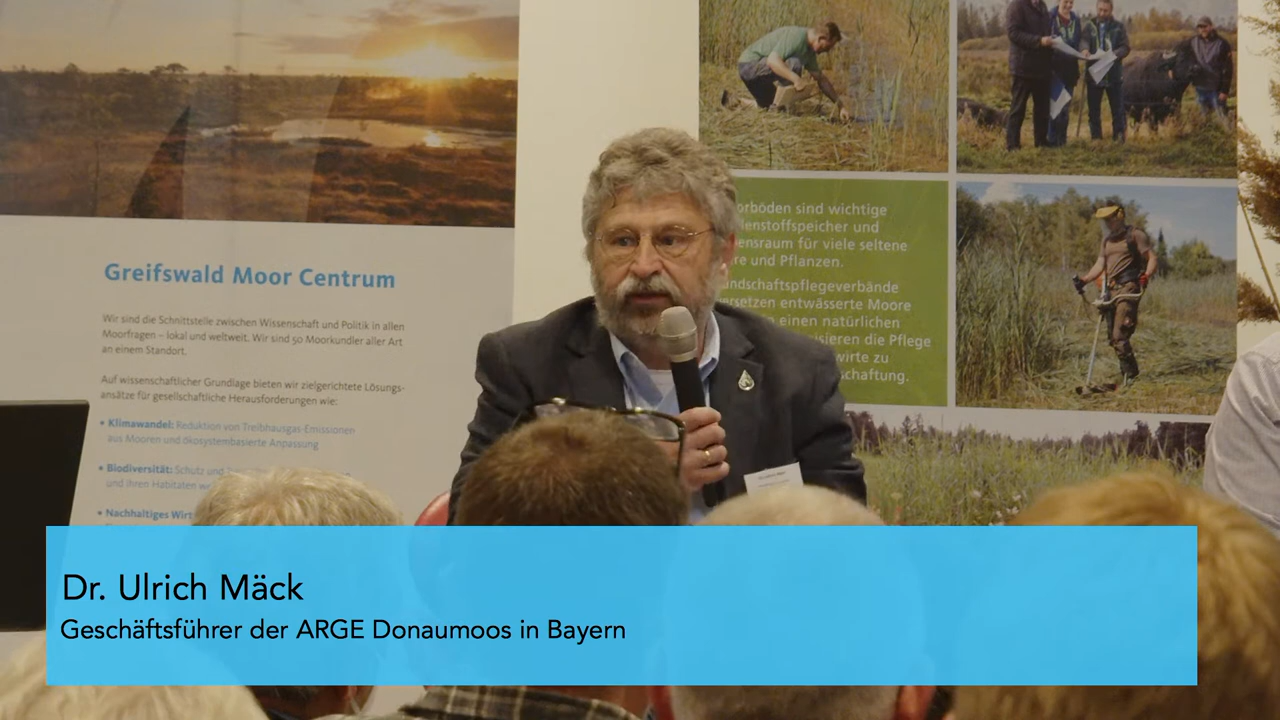 Greifswald Moor Centrum
Wir sind die Schnittstelle zwischen Wissenschaft und Politik in allen
Moorfragen – lokal und weltweit. Wir sind 50 Moorkundler aller Art
an einem Standort.
Auf wissenschaftlicher Grundlage bieten wir zielgerichtete Lösungs-
ansätze für gesellschaftliche Herausforderungen wie:
• Klimawandel: Reduktion von Treibhausgas-Emissionen
aus Mooren und ökosystembasierte Anpassung
• Biodiversität: Schutz und
und ihren Habitaten
• Nachhaltiges
orböden sind wichtige
lenstoffspeicher und
ensraum für viele seltene
re und Pflanzen.
ndschaftspflegeverbände
ersetzen entwässerte Moore
einen natürlichen
isieren die Pflege
wirte zu
schaftung.
Dr. Ulrich Mäck
Geschäftsführer der ARGE Donaumoos in Bayern